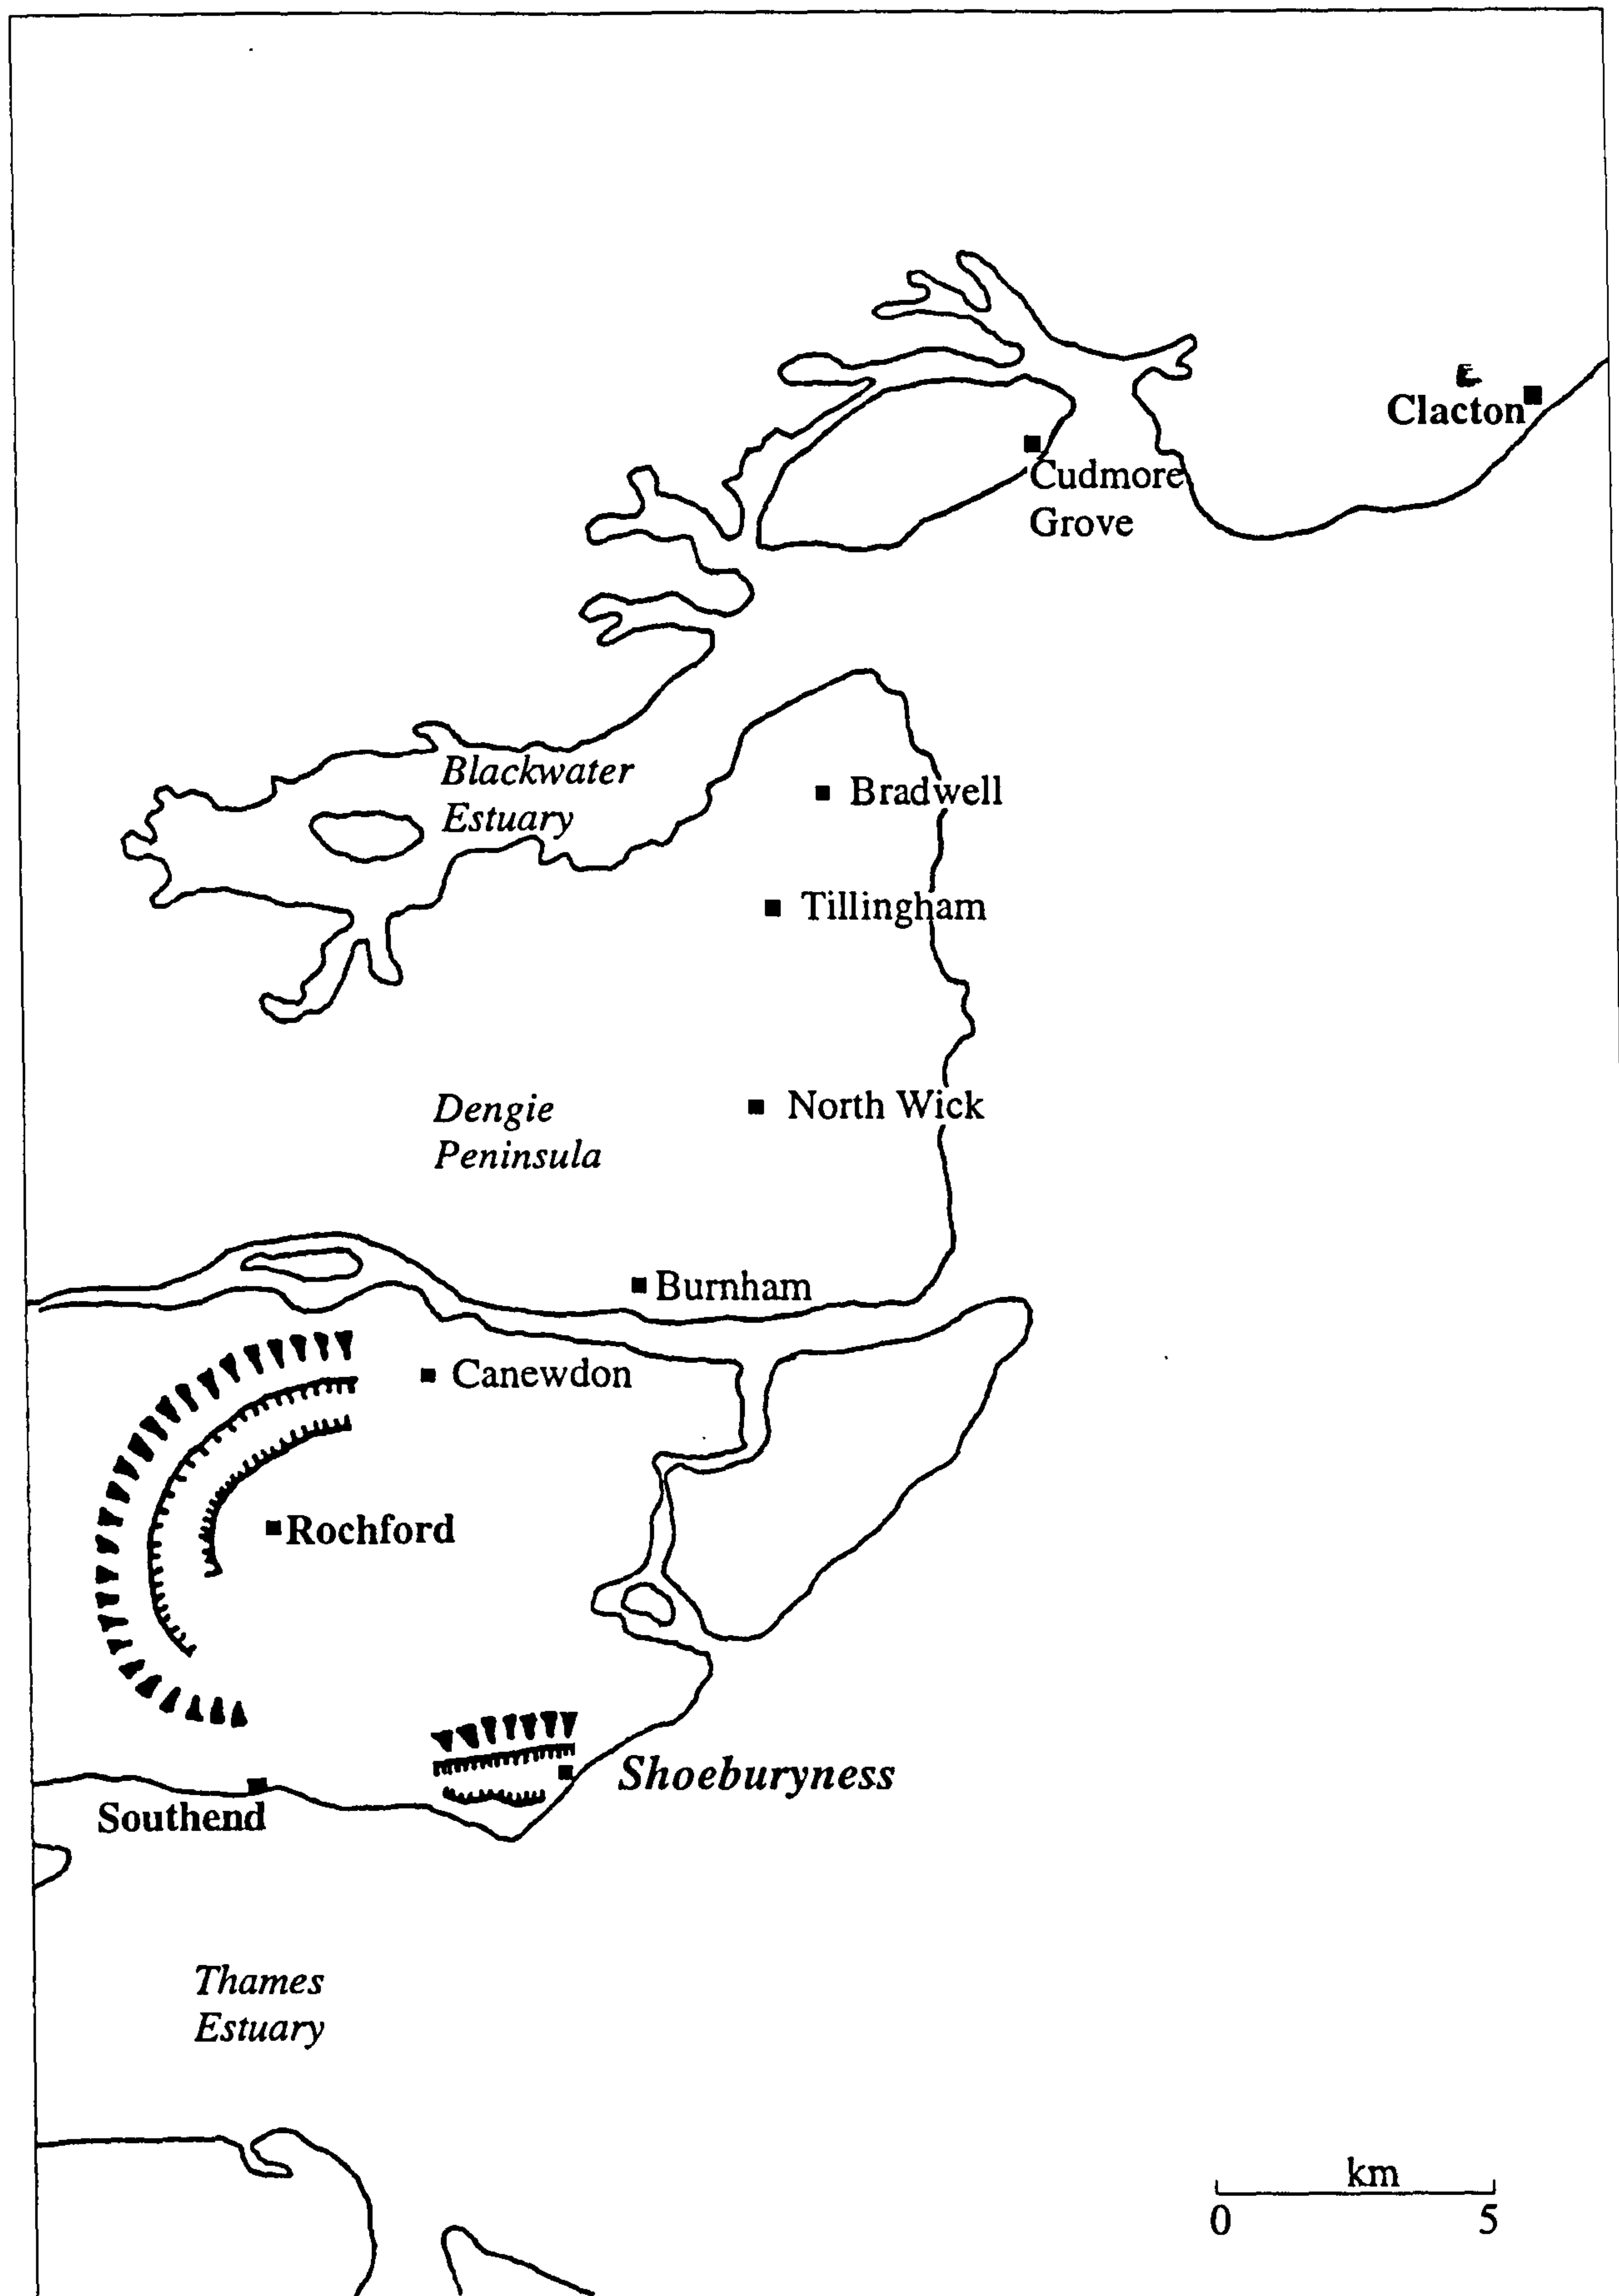 Clacton
Cudmore
Grove
Blackwater
Estuary
Bradwell
Tillingham
Dengie
Peninsula
North Wick
Burnham
Canewdon
Rochford
Shoeburyness
Southend
Thames
Estuary
km
0 5